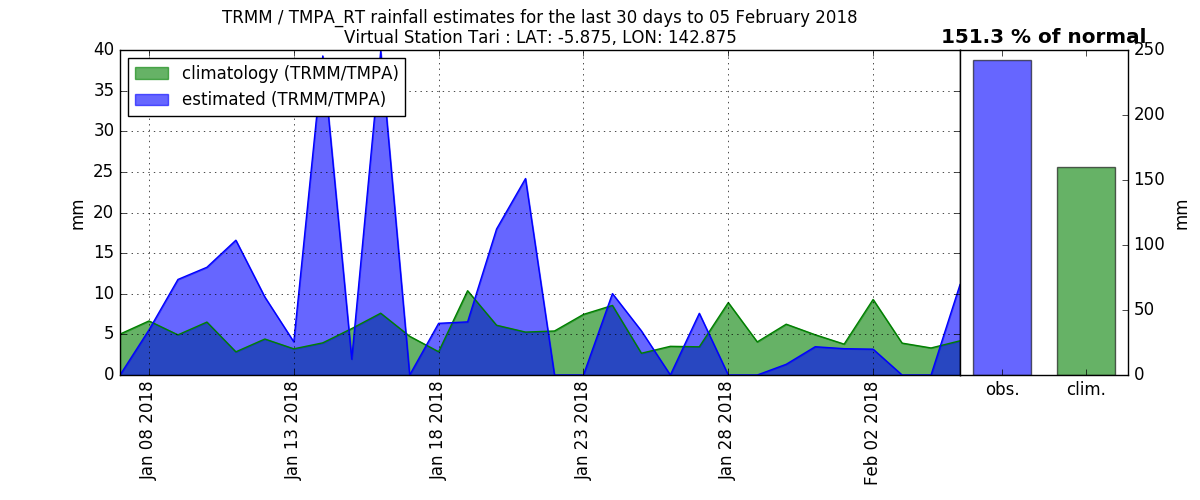 TRMM / TMPA_RT rainfall estimates for the last 30 days to 05 February 2018
Virtual Station Tari : LAT: -5.875, LON: 142.875
151.3 % of normal
climatology (TRMM/TMPA)
estimated (TRMM/TMPA)
40
35
30
25
20
15
10
5
0
mm
Jan 08 2018
Jan 13 2018
Jan 18 2018
Jan 23 2018
Jan 28 2018
Feb 02 2018
250
200
150
100
50
0
mm
obs.
clim.